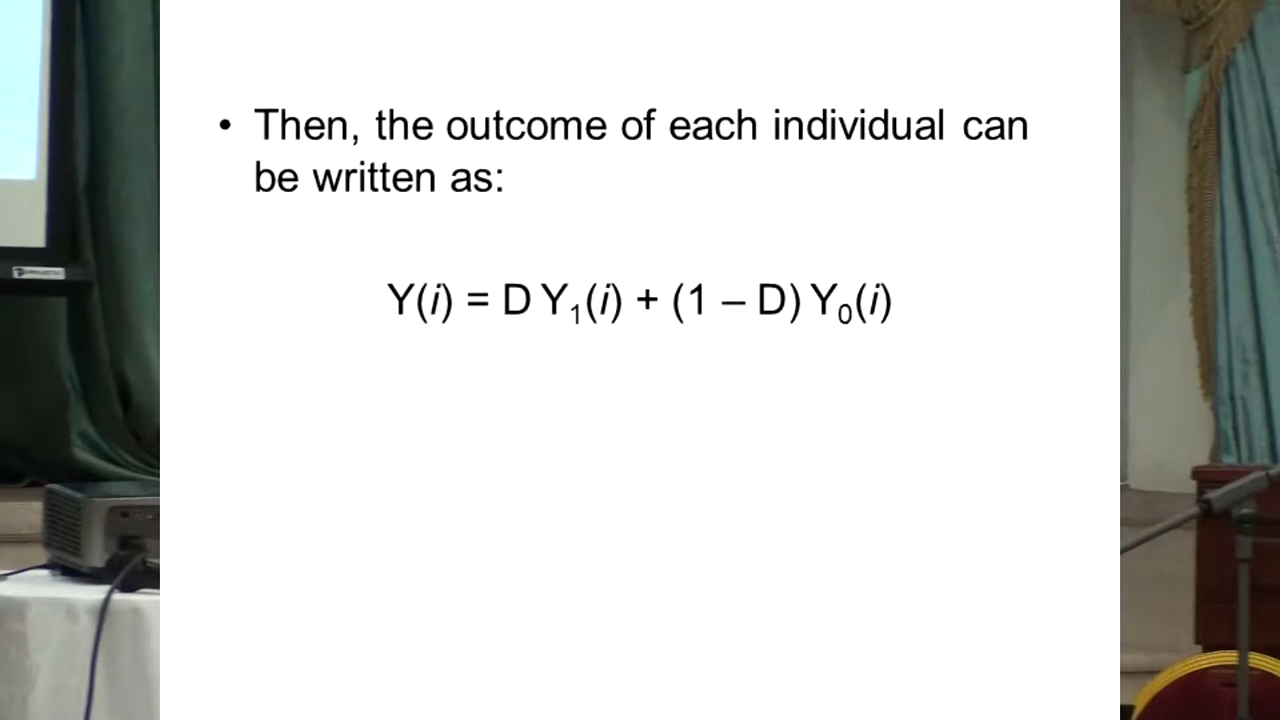 • Then, the outcome of each individual can
be written as:
Y(i) = D Y₁(i) + (1 – D) Y₀(i)